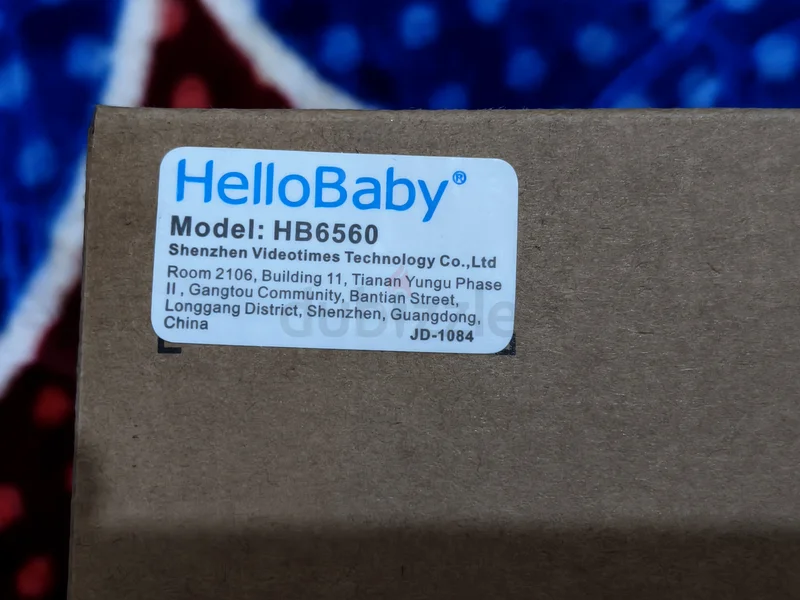 HelloBaby®
Model: HB6560
Shenzhen Videotimes Technology Co.,Ltd
Room 2106, Building 11, Tianan Yungu Phase
II , Gangtou Community, Bantian Street,
Longgang District, Shenzhen, Guangdong,
China
JD-1084
dubizzle